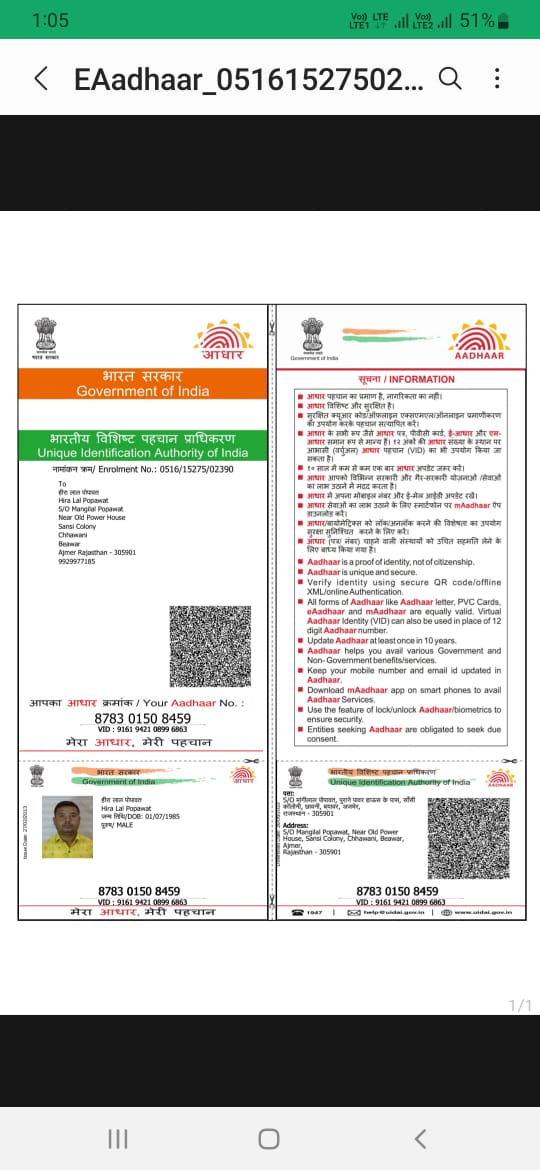 1:05
Vo)) LTE LTE1 Vo)) LTE2 51%
EAadhaar_05161527502...
भारत सरकार
आधार
भारत सरकार
Government of India
भारतीय विशिष्ट पहचान प्राधिकरण
Unique Identification Authority of India
नामांकन क्रम/ Enrolment No.: 0516/15275/02390
To
हीरा लाल पोपावत
Hira Lal Popawat
S/O Mangilal Popawat
Near Old Power House
Sansi Colony
Chhawani
Beawar
Ajmer Rajasthan - 305901
9929977185
आपका आधार क्रमांक / Your Aadhaar No. :
8783 0150 8459
VID : 9161 9421 0899 6863
मेरा आधार, मेरी पहचान
Government of India
AADHAAR
सूचना / INFORMATION
आधार पहचान का प्रमाण है, नागरिकता का नहीं।
आधार विशिष्ट और सुरक्षित है।
सुरक्षित क्यूआर कोड/ऑफ़लाइन एक्सएमएल/ऑनलाइन प्रमाणीकरण
का उपयोग करके पहचान सत्यापित करें।
आधार के सभी रूप जैसे आधार पत्र, पीवीसी कार्ड, ई-आधार और एम-
आधार समान रूप से मान्य हैं। १२ अंकों की आधार संख्या के स्थान पर
आभासी (वर्चुअल) आधार पहचान (VID) का भी उपयोग किया जा
सकता है।
१० साल में कम से कम एक बार आधार अपडेट जरूर करें।
आधार आपको विभिन्न सरकारी और गैर-सरकारी योजनाओं /सेवाओं
का लाभ उठाने में मदद करता है।
आधार में अपना मोबाइल नंबर और ई-मेल आईडी अपडेट रखें।
आधार सेवाओं का लाभ उठाने के लिए स्मार्टफोन पर mAadhaar ऐप
डाउनलोड करें।
आधार/बायोमेट्रिक्स को लॉक/अनलॉक करने की विशेषता का उपयोग
सुरक्षा सुनिश्चित करने के लिए करें।
आधार (पत्र/ नंबर) चाहने वाली संस्थायों को उचित सहमति लेने के
लिए बाध्य किया गया है।
Aadhaar is a proof of identity, not of citizenship.
Aadhaar is unique and secure.
Verify identity using secure QR code/offline
XML/online Authentication.
All forms of Aadhaar like Aadhaar letter, PVC Cards,
eAadhaar and mAadhaar are equally valid. Virtual
Aadhaar Identity (VID) can also be used in place of 12
digit Aadhaar number.
Update Aadhaar at least once in 10 years.
Aadhaar helps you avail various Government and
Non- Government benefits/services.
Keep your mobile number and email id updated in
Aadhaar.
Download mAadhaar app on smart phones to avail
Aadhaar Services.
Use the feature of lock/unlock Aadhaar/biometrics to
ensure security.
Entities seeking Aadhaar are obligated to seek due
consent.
भारत सरकार
Government of India
आधार
Issue Date: 27/02/2013
हीरा लाल पोपावत
Hira Lal Popawat
जन्म तिथि/DOB: 01/07/1985
पुरुष/ MALE
8783 0150 8459
VID : 9161 9421 0899 6863
मेरा आधार, मेरी पहचान
भारतीय विशिष्ट पहचान प्राधिकरण
Unique Identification Authority of India
AADHAAR
पता:
S/O मांगीलाल पोपावत, पुराने पावर हाऊस के पास, साँसी
कॉलोनी, छावनी, ब्यावर, अजमेर,
राजस्थान - 305901
Address:
S/O Mangilal Popawat, Near Old Power
House, Sansi Colony, Chhawani, Beawar,
Ajmer,
Rajasthan - 305901
8783 0150 8459
VID : 9161 9421 0899 6863
1947 | help@uidai.gov.in | www.uidai.gov.in
1/1